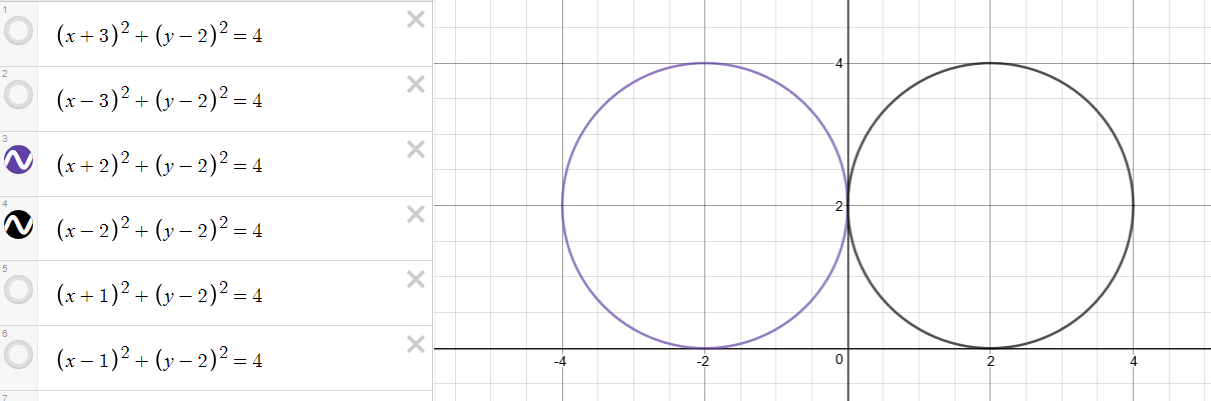 1
(x + 3)² + (y − 2)² = 4
2
(x − 3)² + (y − 2)² = 4
3
(x + 2)² + (y − 2)² = 4
4
(x − 2)² + (y − 2)² = 4
5
(x + 1)² + (y − 2)² = 4
6
(x − 1)² + (y − 2)² = 4
7
4
2
-4 -2 0 2 4